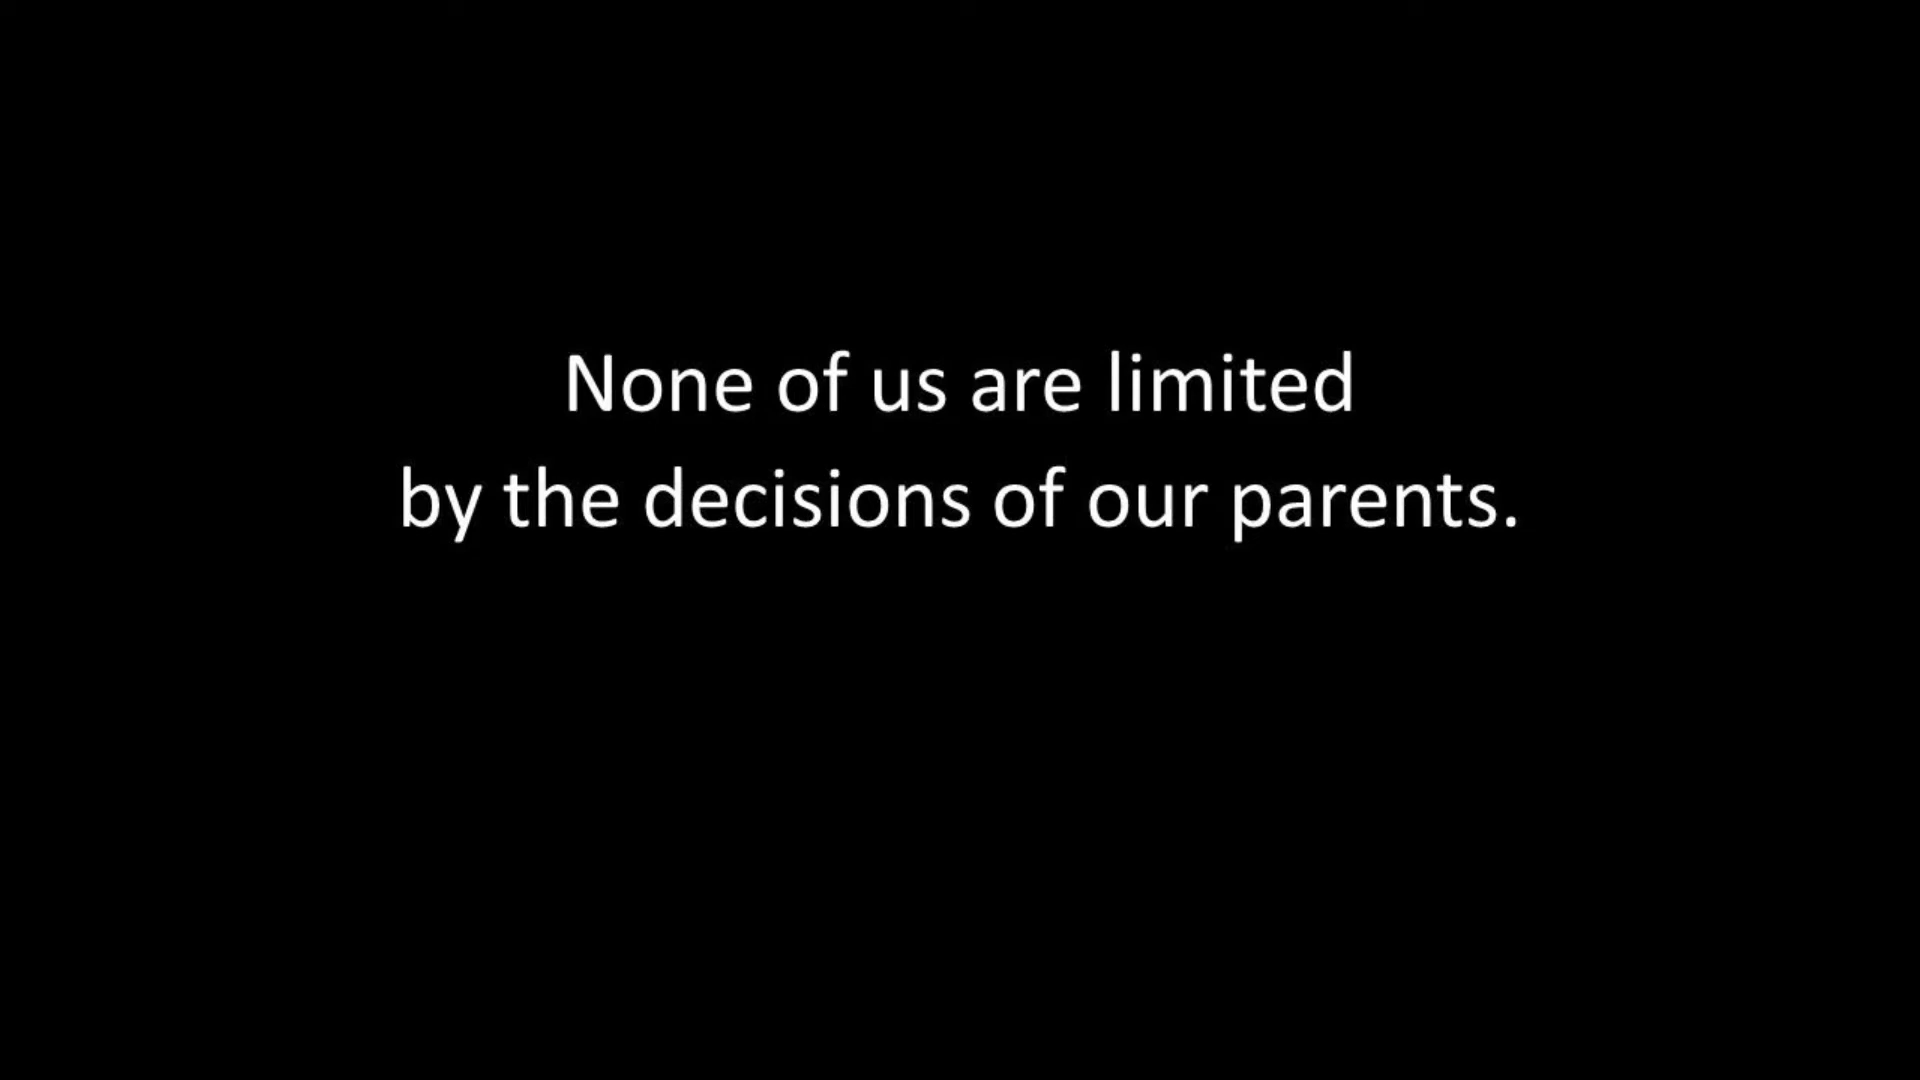 None of us are limited
by the decisions of our parents.